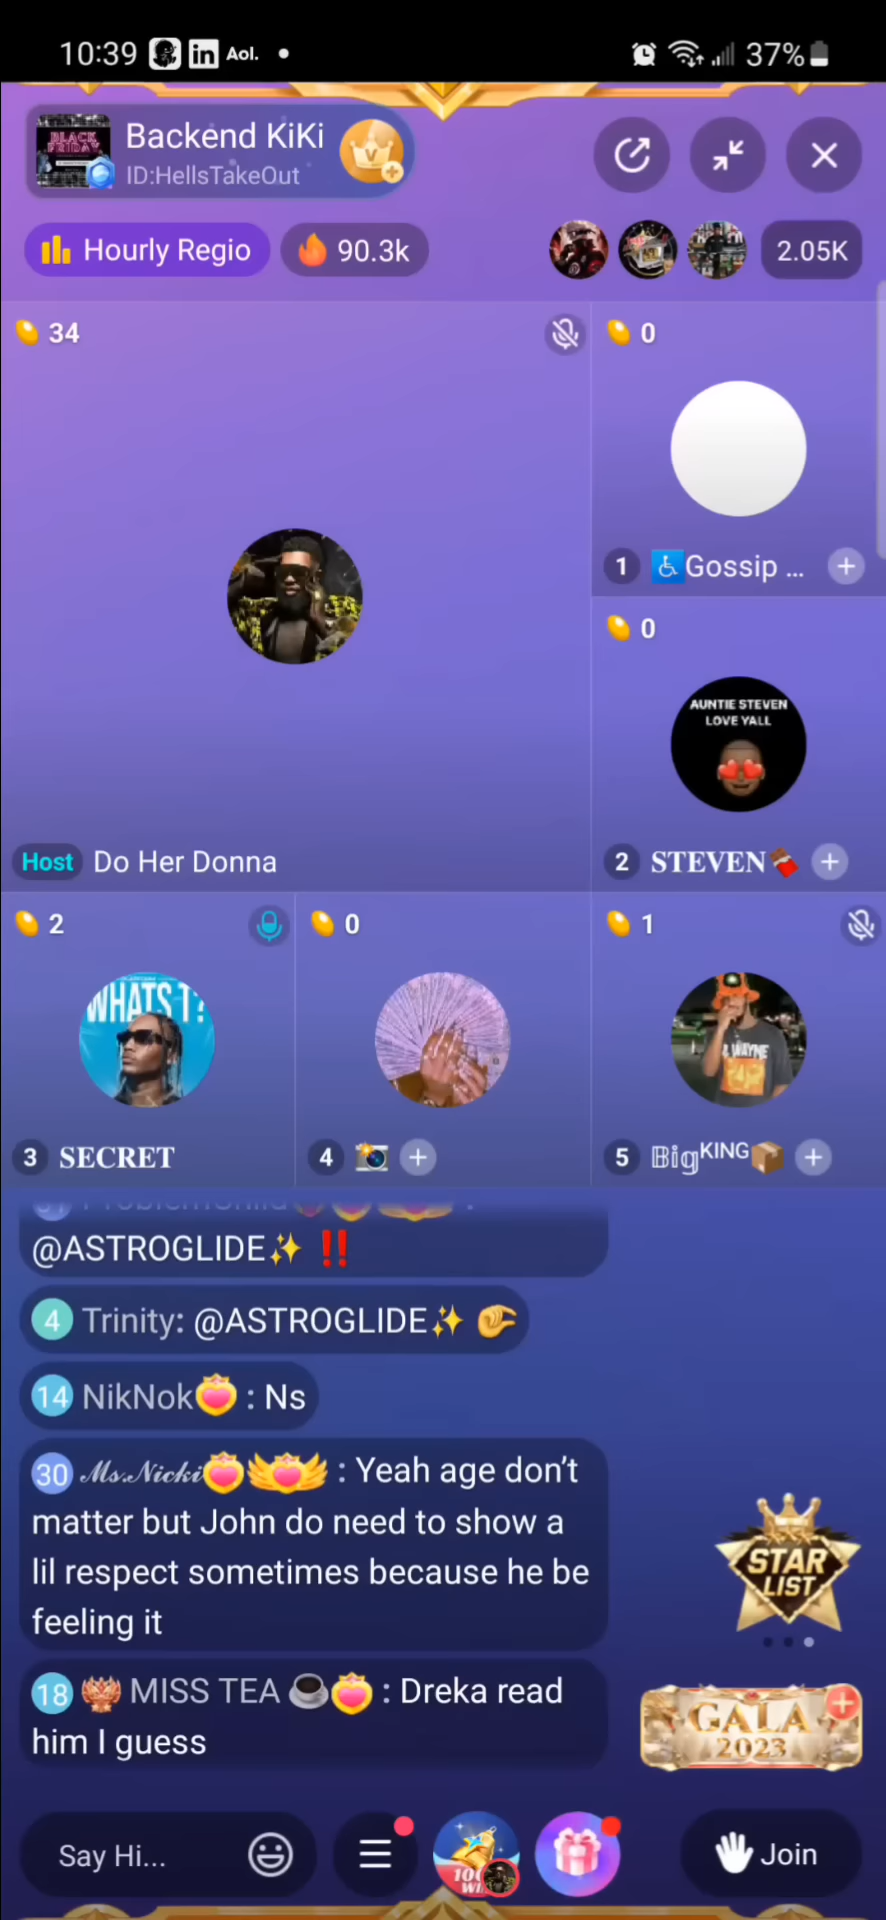 10:39 in Aol. 37%
BLACK FRIDAY
Backend KiKi
V
ID:HellsTakeOut
Hourly Regio 90.3k 2.05K
34 0
1 ♿Gossip ...
0
AUNTIE STEVEN
LOVE YALL
Host Do Her Donna
2 STEVEN🍫
2 0 1
WHATS T?
WAYNE
3 SECRET
4 📸
5 𝔹𝕚𝕘ᴷᴵᴺᴳ📦
@ASTROGLIDE✨ ‼️
4 Trinity: @ASTROGLIDE✨ 🤏
14 NikNok : Ns
30 𝓜𝓼.𝓝𝓲𝓬𝓴𝓲 : Yeah age don’t
matter but John do need to show a
lil respect sometimes because he be
feeling it
STAR
LIST
18 MISS TEA ☕ : Dreka read
him I guess
GALA
2023
Say Hi...
Join